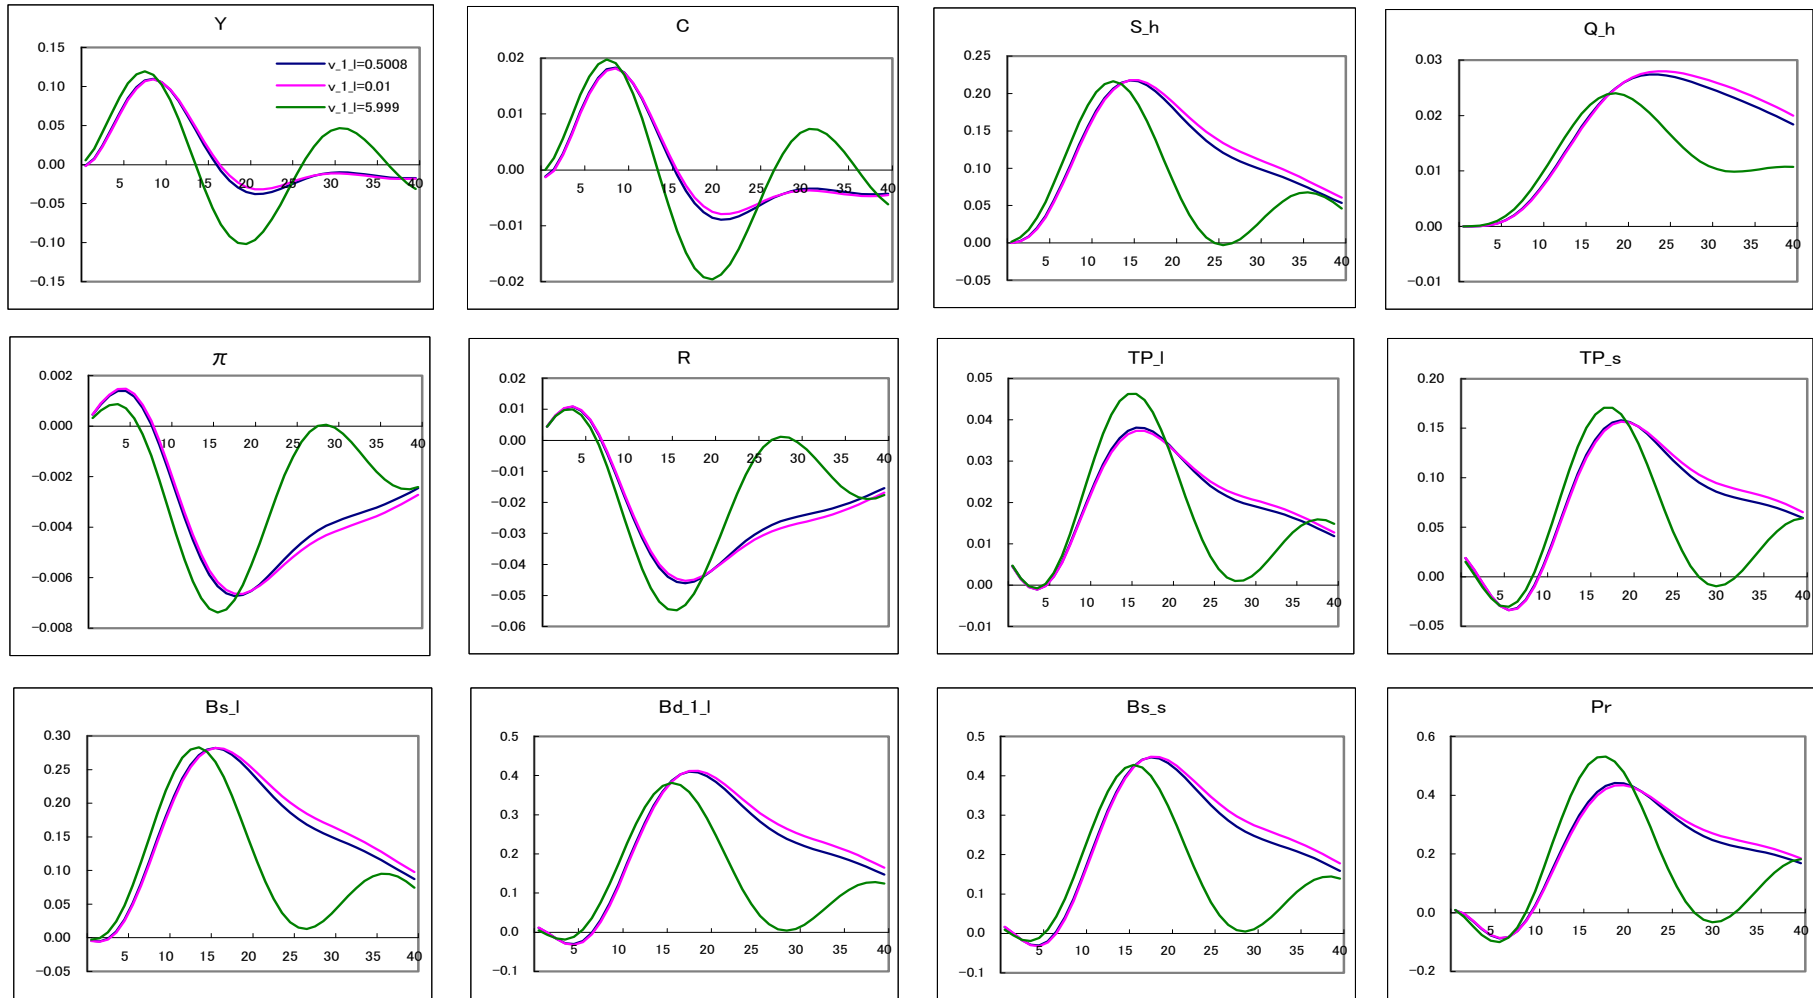 Y
0.15
0.10
0.05
0.00
−0.05
−0.10
−0.15
5 10 15 20 25 30 35 40
v_1_l=0.5008
v_1_l=0.01
v_1_l=5.999
C
0.02
0.01
0.00
−0.01
−0.02
5 10 15 20 25 30 35 40
S_h
0.25
0.20
0.15
0.10
0.05
0.00
−0.05
5 10 15 20 25 30 35 40
Q_h
0.03
0.02
0.01
0.00
−0.01
5 10 15 20 25 30 35 40
π
0.002
0.000
−0.002
−0.004
−0.006
−0.008
5 10 15 20 25 30 35 40
R
0.02
0.01
0.00
−0.01
−0.02
−0.03
−0.04
−0.05
−0.06
5 10 15 20 25 30 35 40
TP_l
0.05
0.04
0.03
0.02
0.01
0.00
−0.01
5 10 15 20 25 30 35 40
TP_s
0.20
0.15
0.10
0.05
0.00
−0.05
5 10 15 20 25 30 35 40
Bs_l
0.30
0.25
0.20
0.15
0.10
0.05
0.00
−0.05
5 10 15 20 25 30 35 40
Bd_1_l
0.5
0.4
0.3
0.2
0.1
0.0
−0.1
5 10 15 20 25 30 35 40
Bs_s
0.5
0.4
0.3
0.2
0.1
0.0
−0.1
5 10 15 20 25 30 35 40
Pr
0.6
0.4
0.2
0.0
−0.2
5 10 15 20 25 30 35 40